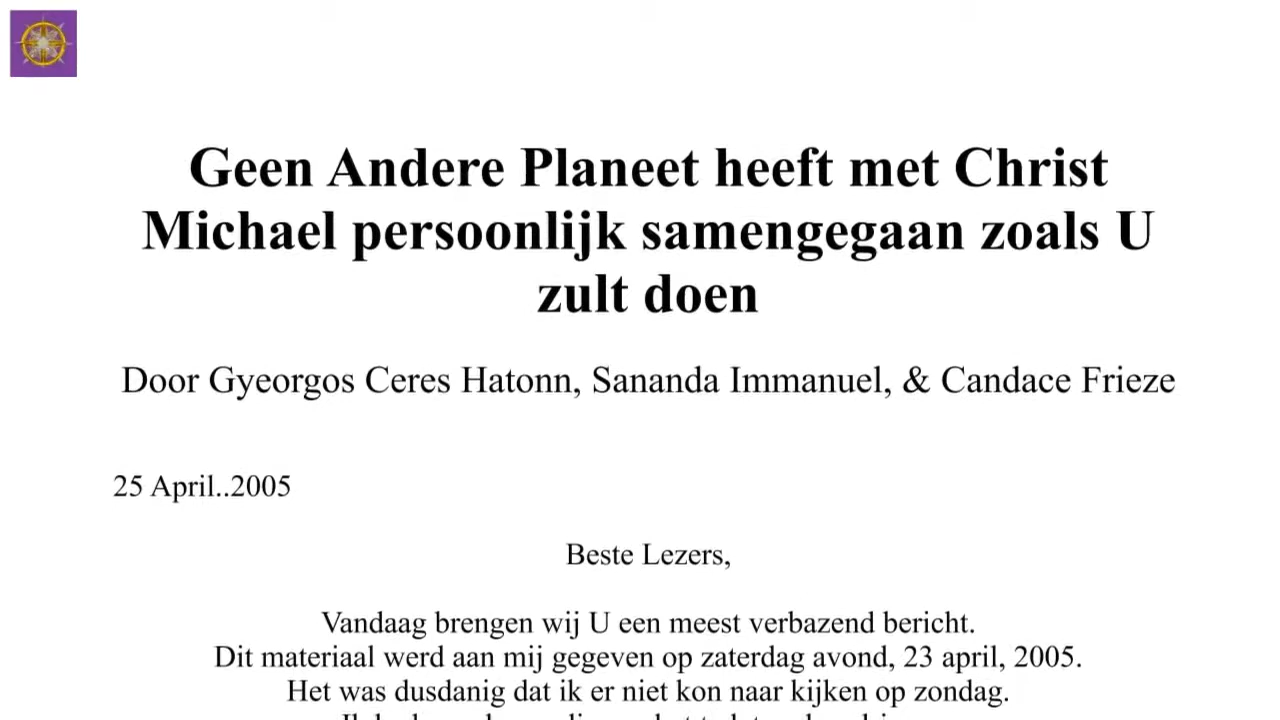 Geen Andere Planeet heeft met Christ
Michael persoonlijk samengegaan zoals U
zult doen
Door Gyeorgos Ceres Hatonn, Sananda Immanuel, & Candace Frieze
25 April..2005
Beste Lezers,
Vandaag brengen wij U een meest verbazend bericht.
Dit materiaal werd aan mij gegeven op zaterdag avond, 23 april, 2005.
Het was dusdanig dat ik er niet kon naar kijken op zondag.